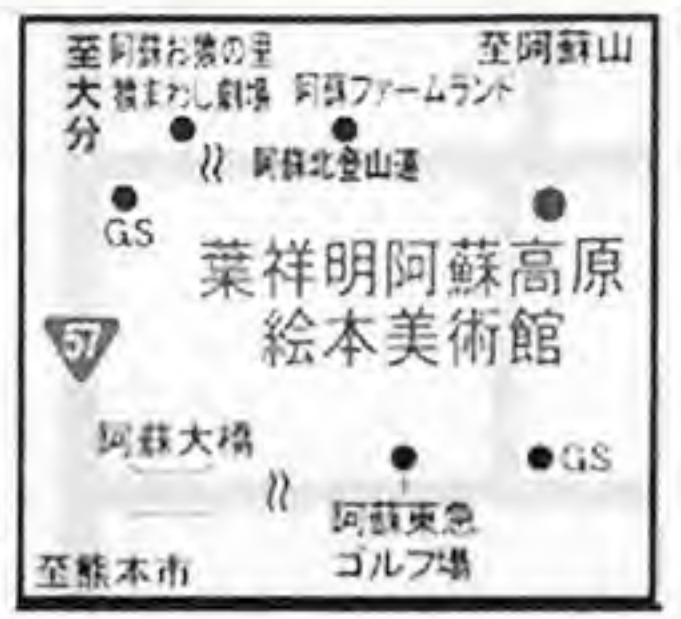 至大分
阿蘇お猿の里
猿まわし劇場
阿蘇ファームランド
至阿蘇山
阿蘇北登山道
GS
葉祥明阿蘇高原
絵本美術館
57
阿蘇大橋
GS
阿蘇東急
ゴルフ場
至熊本市